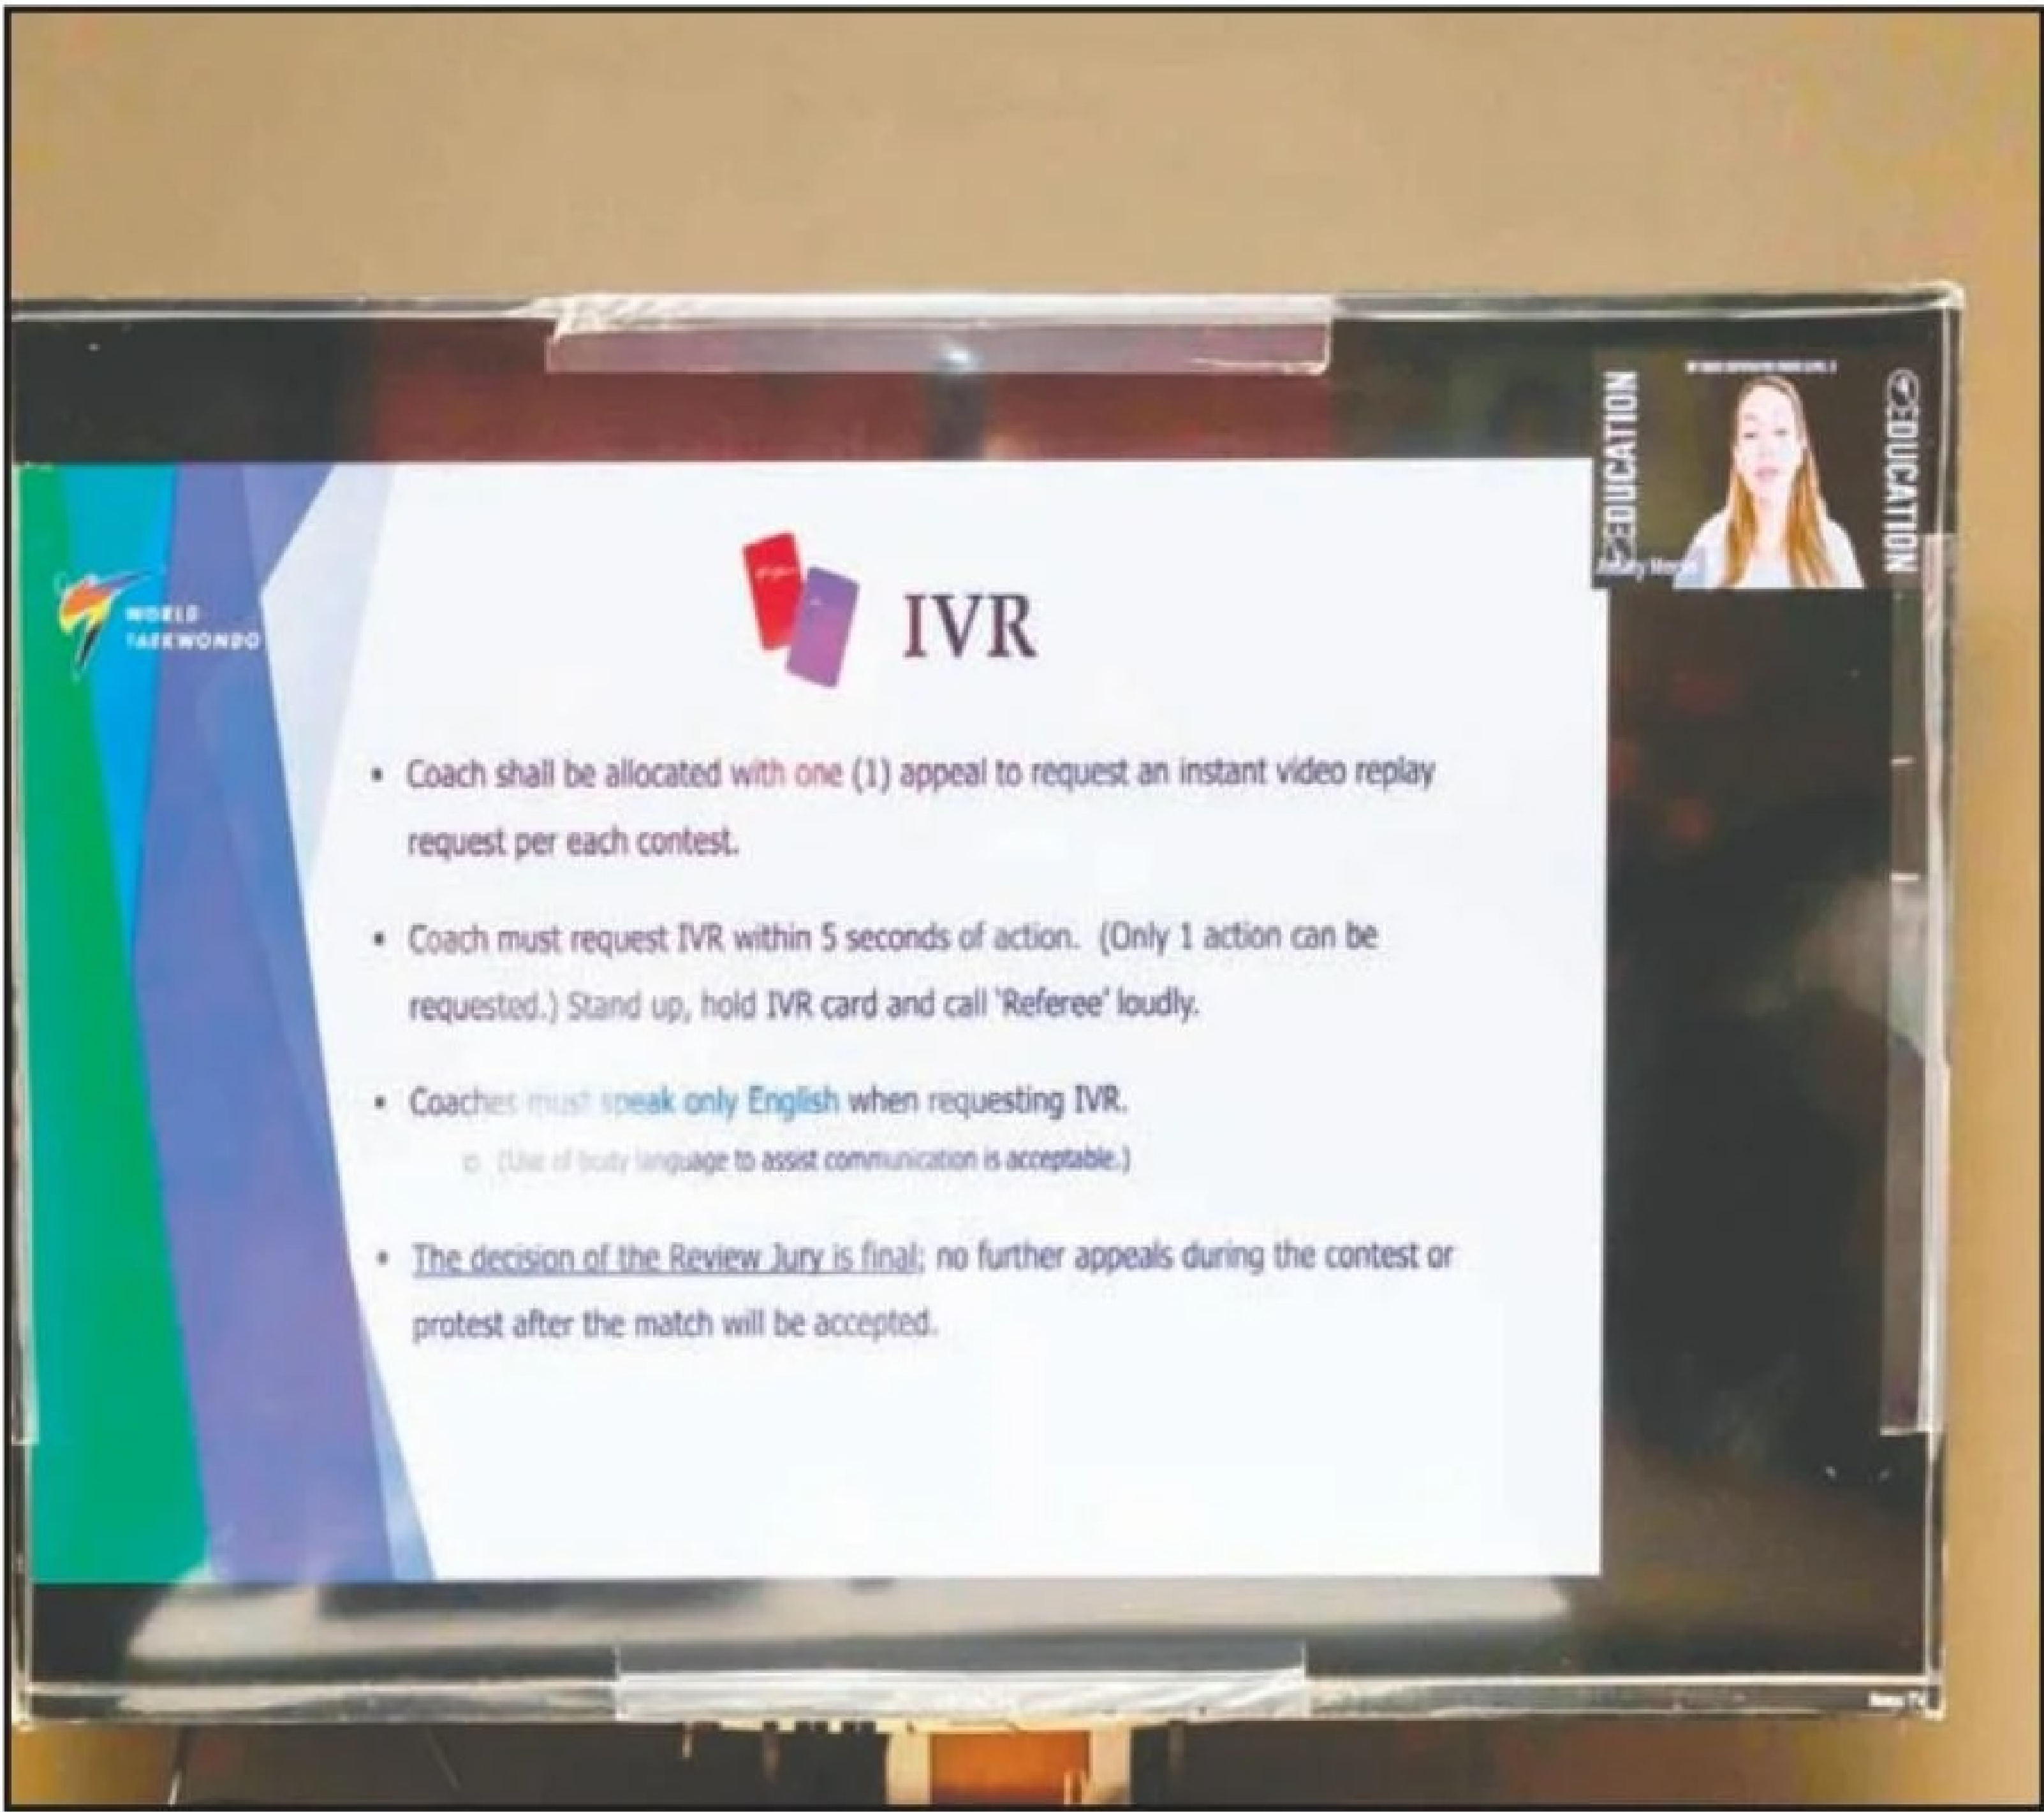 EDUCATION
EDUCATION
WORLD
TAEKWONDO
IVR
• Coach shall be allocated with one (1) appeal to request an instant video replay
request per each contest.
• Coach must request IVR within 5 seconds of action. (Only 1 action can be
requested.) Stand up, hold IVR card and call ‘Referee’ loudly.
• Coaches must speak only English when requesting IVR.
o (Use of body language to assist communication is acceptable.)
• The decision of the Review Jury is final; no further appeals during the contest or
protest after the match will be accepted.